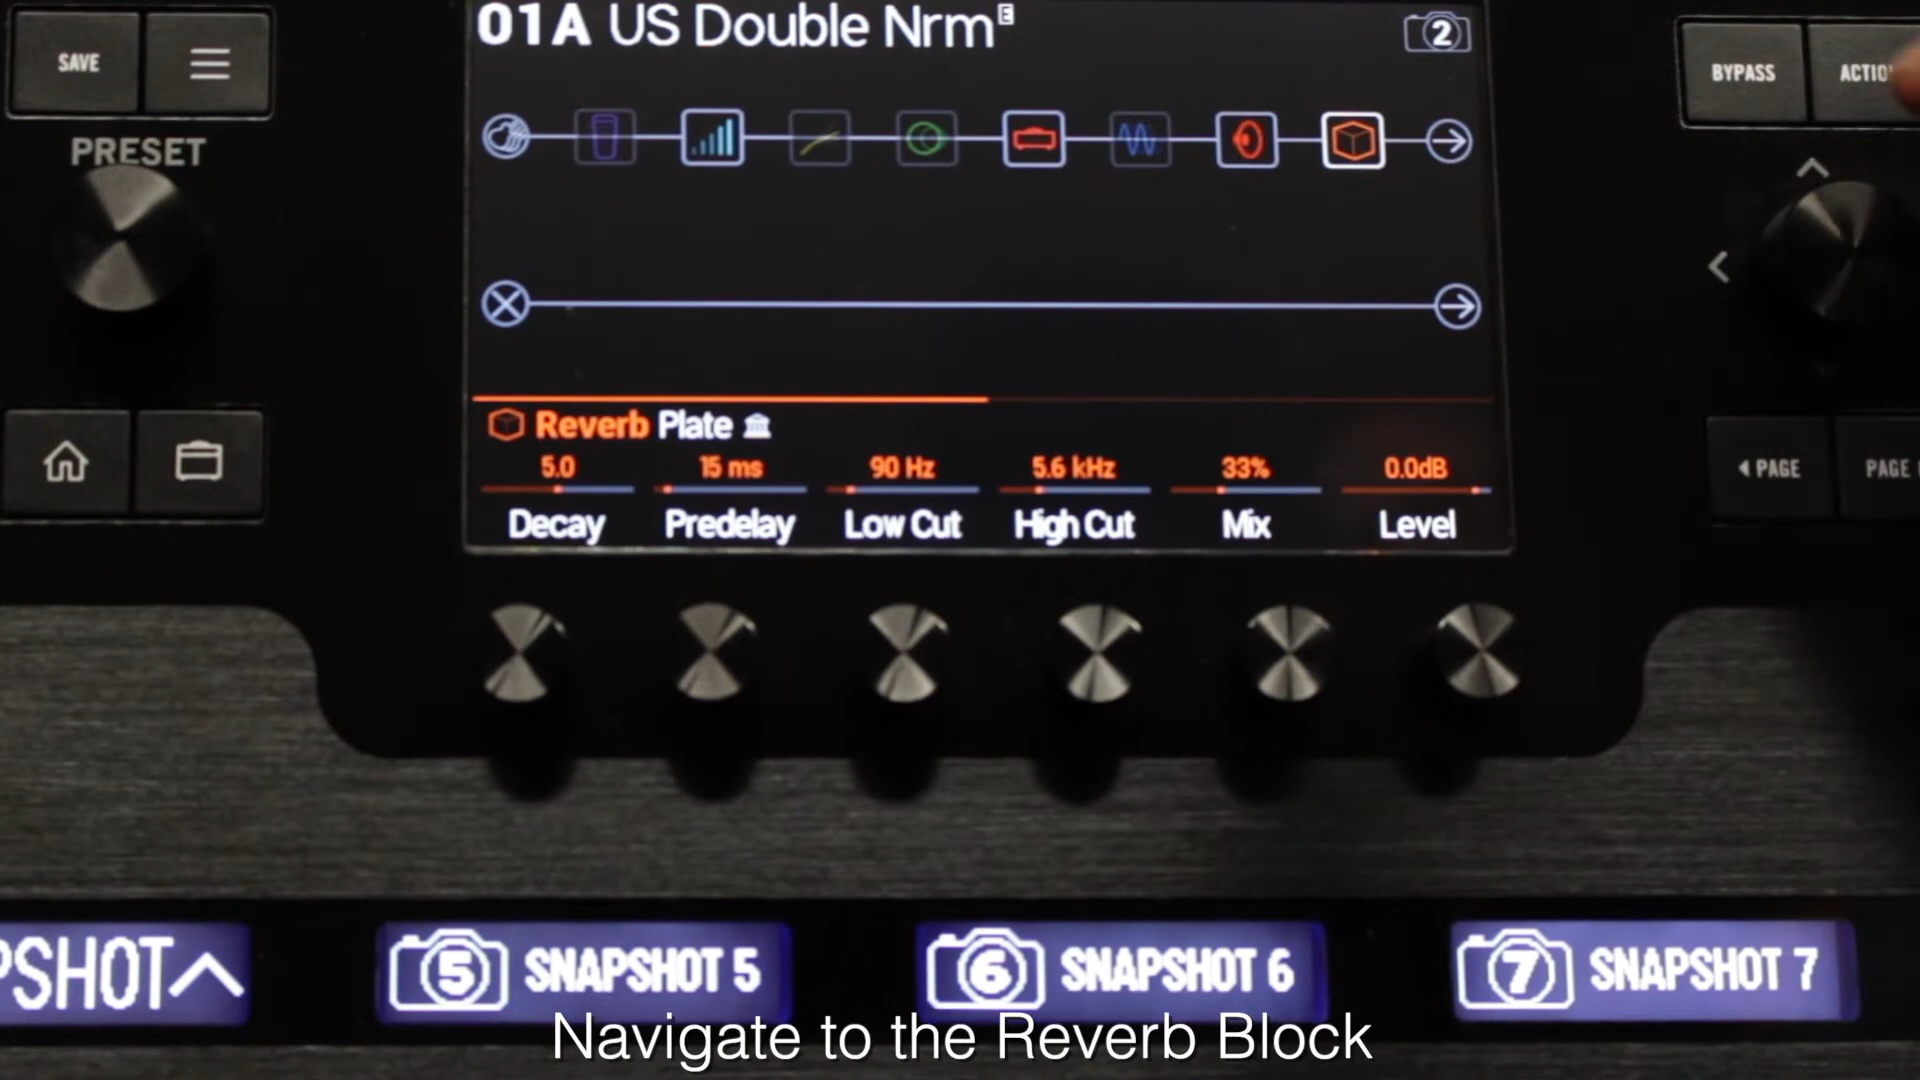 01A US Double Nrm E
2
SAVE
PRESET
BYPASS
ACTIO
Reverb Plate
5.0 15 ms 90 Hz 5.6 kHz 33% 0.0dB
Decay Predelay Low Cut High Cut Mix Level
PAGE
PAGE
PSHOT
5 SNAPSHOT 5
6 SNAPSHOT 6
7 SNAPSHOT 7
Navigate to the Reverb Block